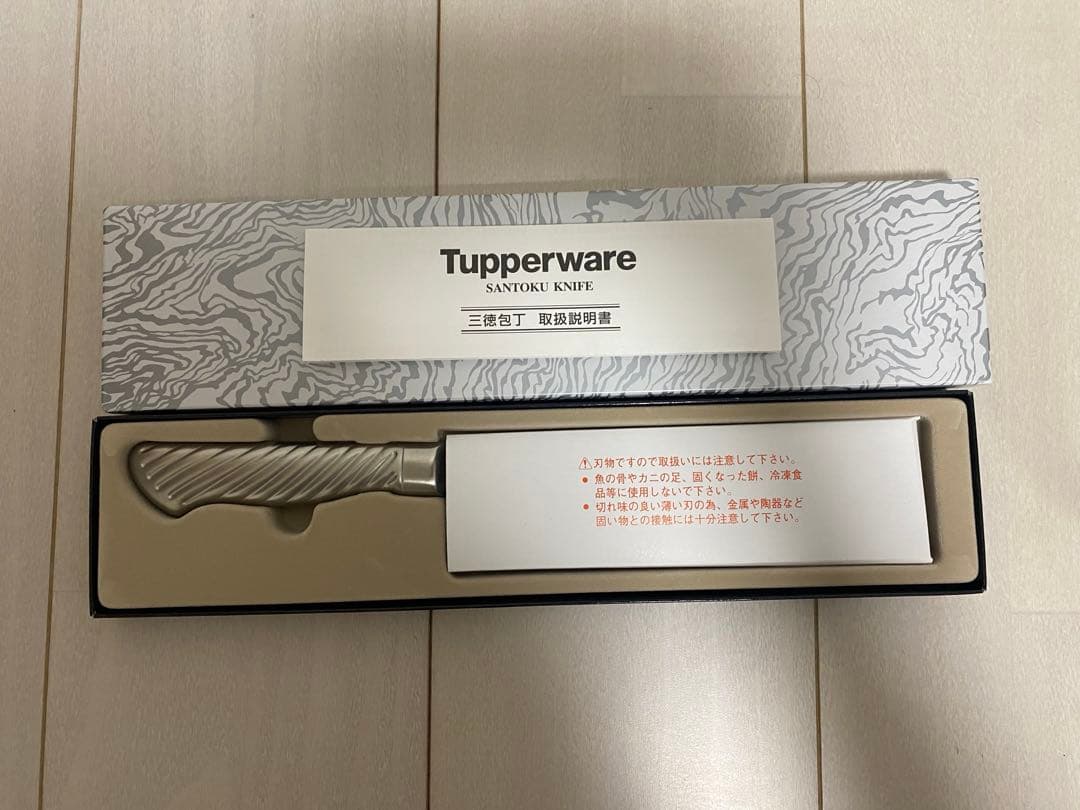 Tupperware
SANTOKU KNIFE
三徳包丁 取扱説明書
⚠刃物ですので取扱いには注意して下さい。
● 魚の骨やカニの足、固くなった餅、冷凍食
品等に使用しないで下さい。
● 切れ味の良い薄い刃の為、金属や陶器など
固い物との接触には十分注意して下さい。